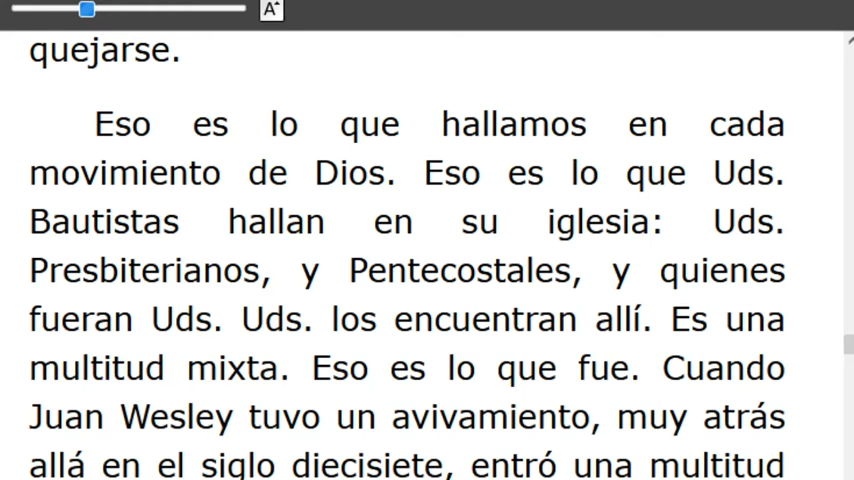 A
quejarse.
Eso es lo que hallamos en cada
movimiento de Dios. Eso es lo que Uds.
Bautistas hallan en su iglesia: Uds.
Presbiterianos, y Pentecostales, y quienes
fueran Uds. Uds. los encuentran allí. Es una
multitud mixta. Eso es lo que fue. Cuando
Juan Wesley tuvo un avivamiento, muy atrás
allá en el siglo diecisiete, entró una multitud